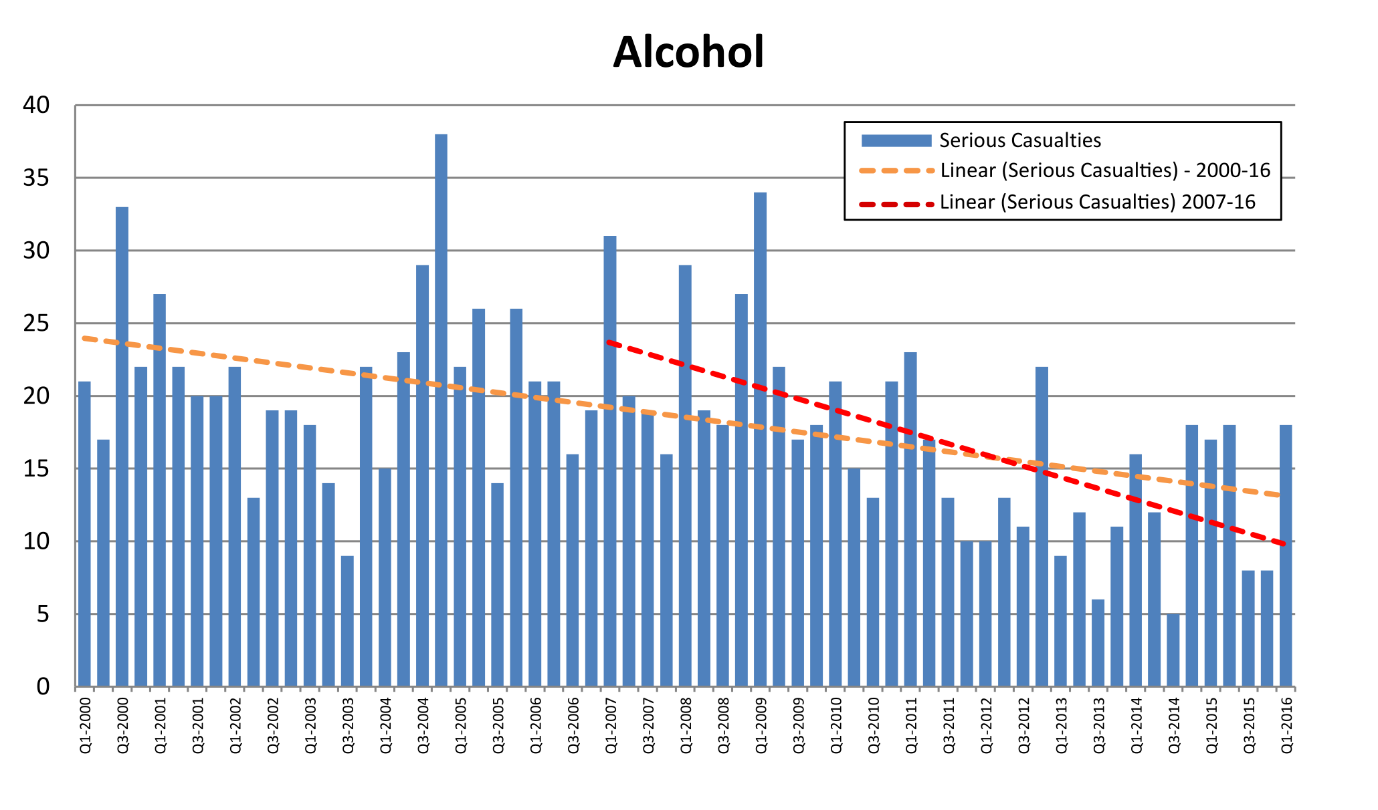 Alcohol
40
35
30
25
20
15
10
5
0
Serious Casualties
Linear (Serious Casualties) - 2000-16
Linear (Serious Casualties) 2007-16
Q1-2000
Q3-2000
Q1-2001
Q3-2001
Q1-2002
Q3-2002
Q1-2003
Q3-2003
Q1-2004
Q3-2004
Q1-2005
Q3-2005
Q1-2006
Q3-2006
Q1-2007
Q3-2007
Q1-2008
Q3-2008
Q1-2009
Q3-2009
Q1-2010
Q3-2010
Q1-2011
Q3-2011
Q1-2012
Q3-2012
Q1-2013
Q3-2013
Q1-2014
Q3-2014
Q1-2015
Q3-2015
Q1-2016